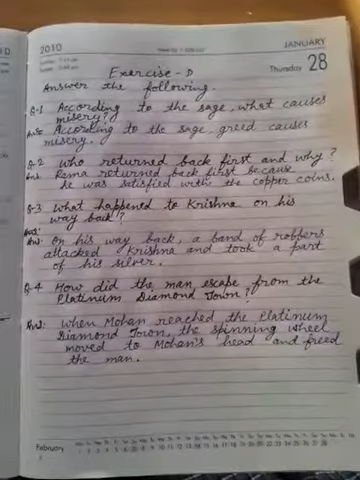 2010
JANUARY
Thursday 28
Exercise-D
Answer the following.
Q-1 According to the sage, what causes
misery?
Ans: According to the sage, greed causes
misery.
Q-2 Who returned back first and why?
Ans: Rama returned back first because
he was satisfied with the copper coins.
Q-3 What happened to Krishna on his
way back?
Ans:
Ans: On his way back, a band of robbers
attacked Krishna and took a part
of his silver.
Q-4 How did the man escape from the
Platinum Diamond Town?
Ans: When Mohan reached the Platinum
Diamond Town, the spinning wheel
moved to Mohan's head and freed
the man.
February